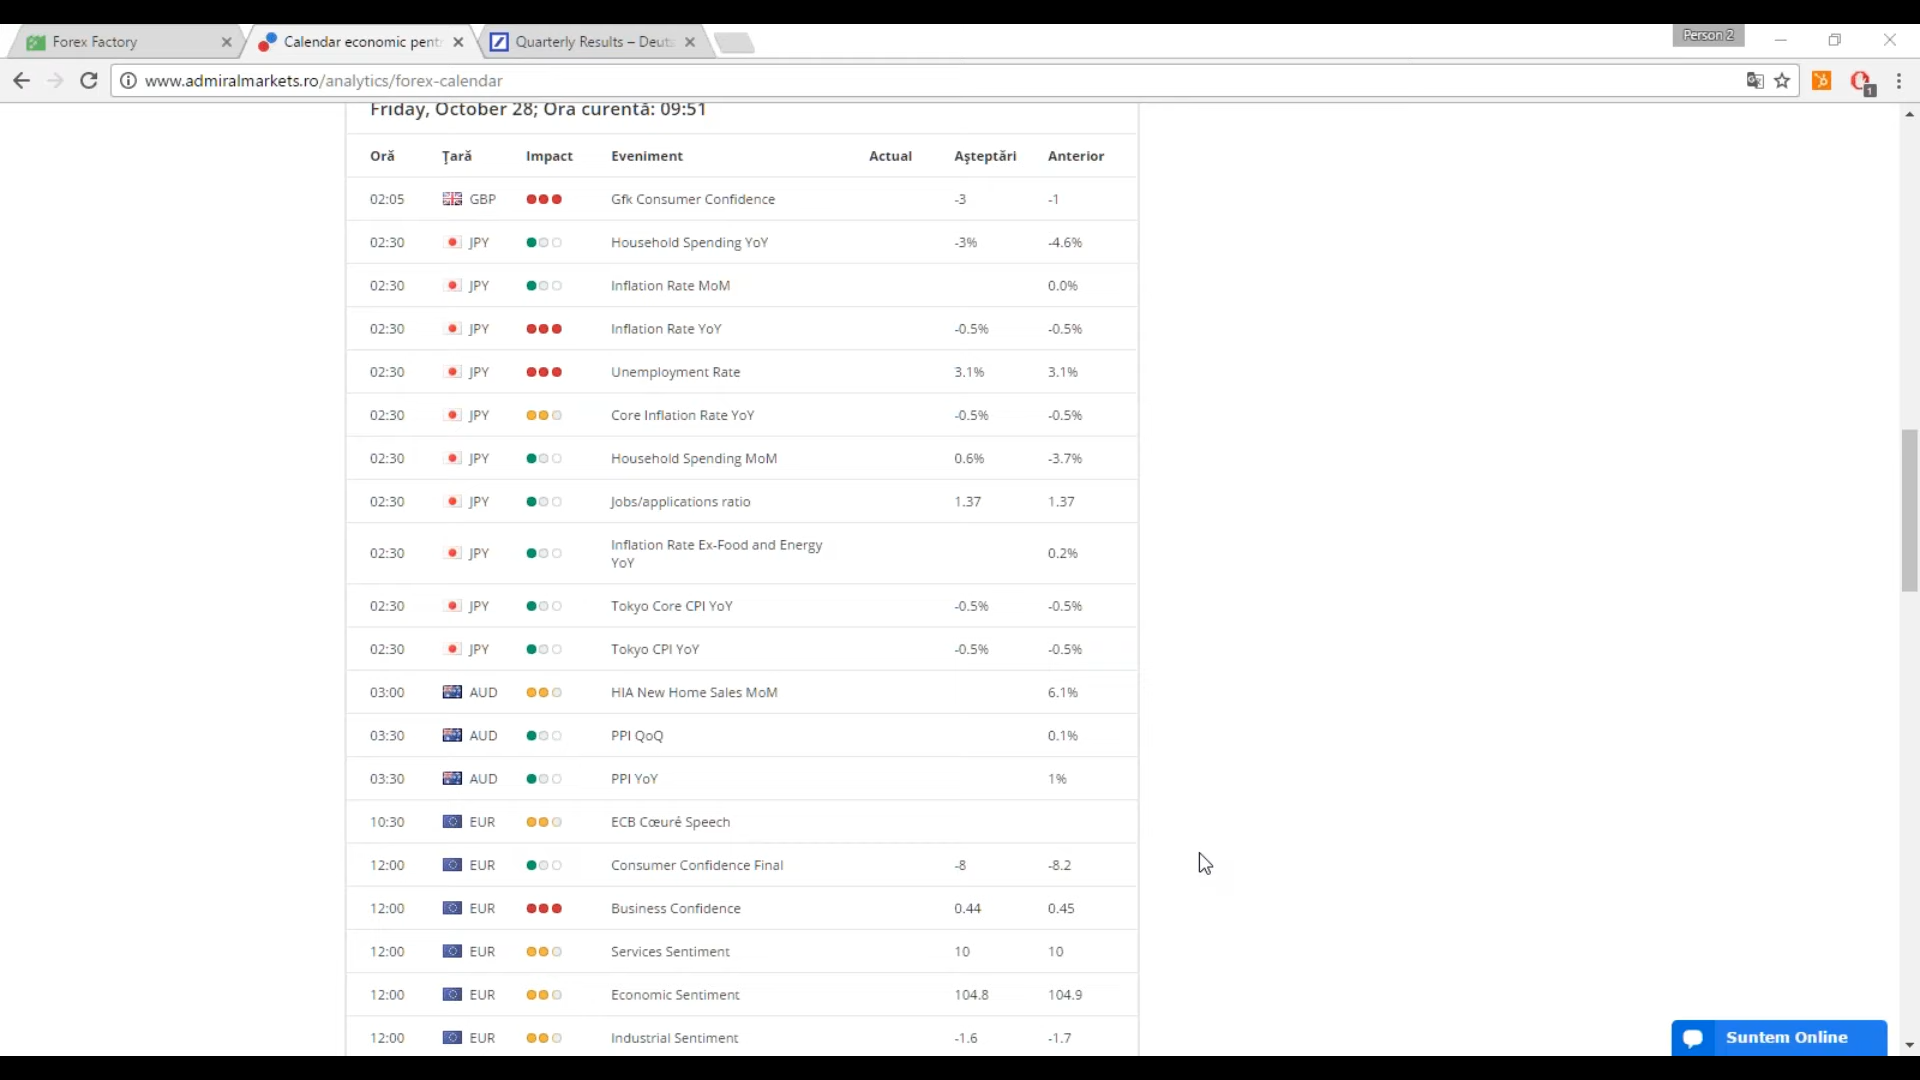 Forex Factory
Calendar economic pent
Quarterly Results – Deuts
Person 2
www.admiralmarkets.ro/analytics/forex-calendar
1
Friday, October 28; Ora curentă: 09:51
Oră Ţară Impact Eveniment Actual Aşteptări Anterior
02:05 GBP Gfk Consumer Confidence -3 -1
02:30 JPY Household Spending YoY -3% -4.6%
02:30 JPY Inflation Rate MoM 0.0%
02:30 JPY Inflation Rate YoY -0.5% -0.5%
02:30 JPY Unemployment Rate 3.1% 3.1%
02:30 JPY Core Inflation Rate YoY -0.5% -0.5%
02:30 JPY Household Spending MoM 0.6% -3.7%
02:30 JPY Jobs/applications ratio 1.37 1.37
02:30 JPY Inflation Rate Ex-Food and Energy 0.2%
YoY
02:30 JPY Tokyo Core CPI YoY -0.5% -0.5%
02:30 JPY Tokyo CPI YoY -0.5% -0.5%
03:00 AUD HIA New Home Sales MoM 6.1%
03:30 AUD PPI QoQ 0.1%
03:30 AUD PPI YoY 1%
10:30 EUR ECB Cœuré Speech
12:00 EUR Consumer Confidence Final -8 -8.2
12:00 EUR Business Confidence 0.44 0.45
12:00 EUR Services Sentiment 10 10
12:00 EUR Economic Sentiment 104.8 104.9
12:00 EUR Industrial Sentiment -1.6 -1.7
Suntem Online